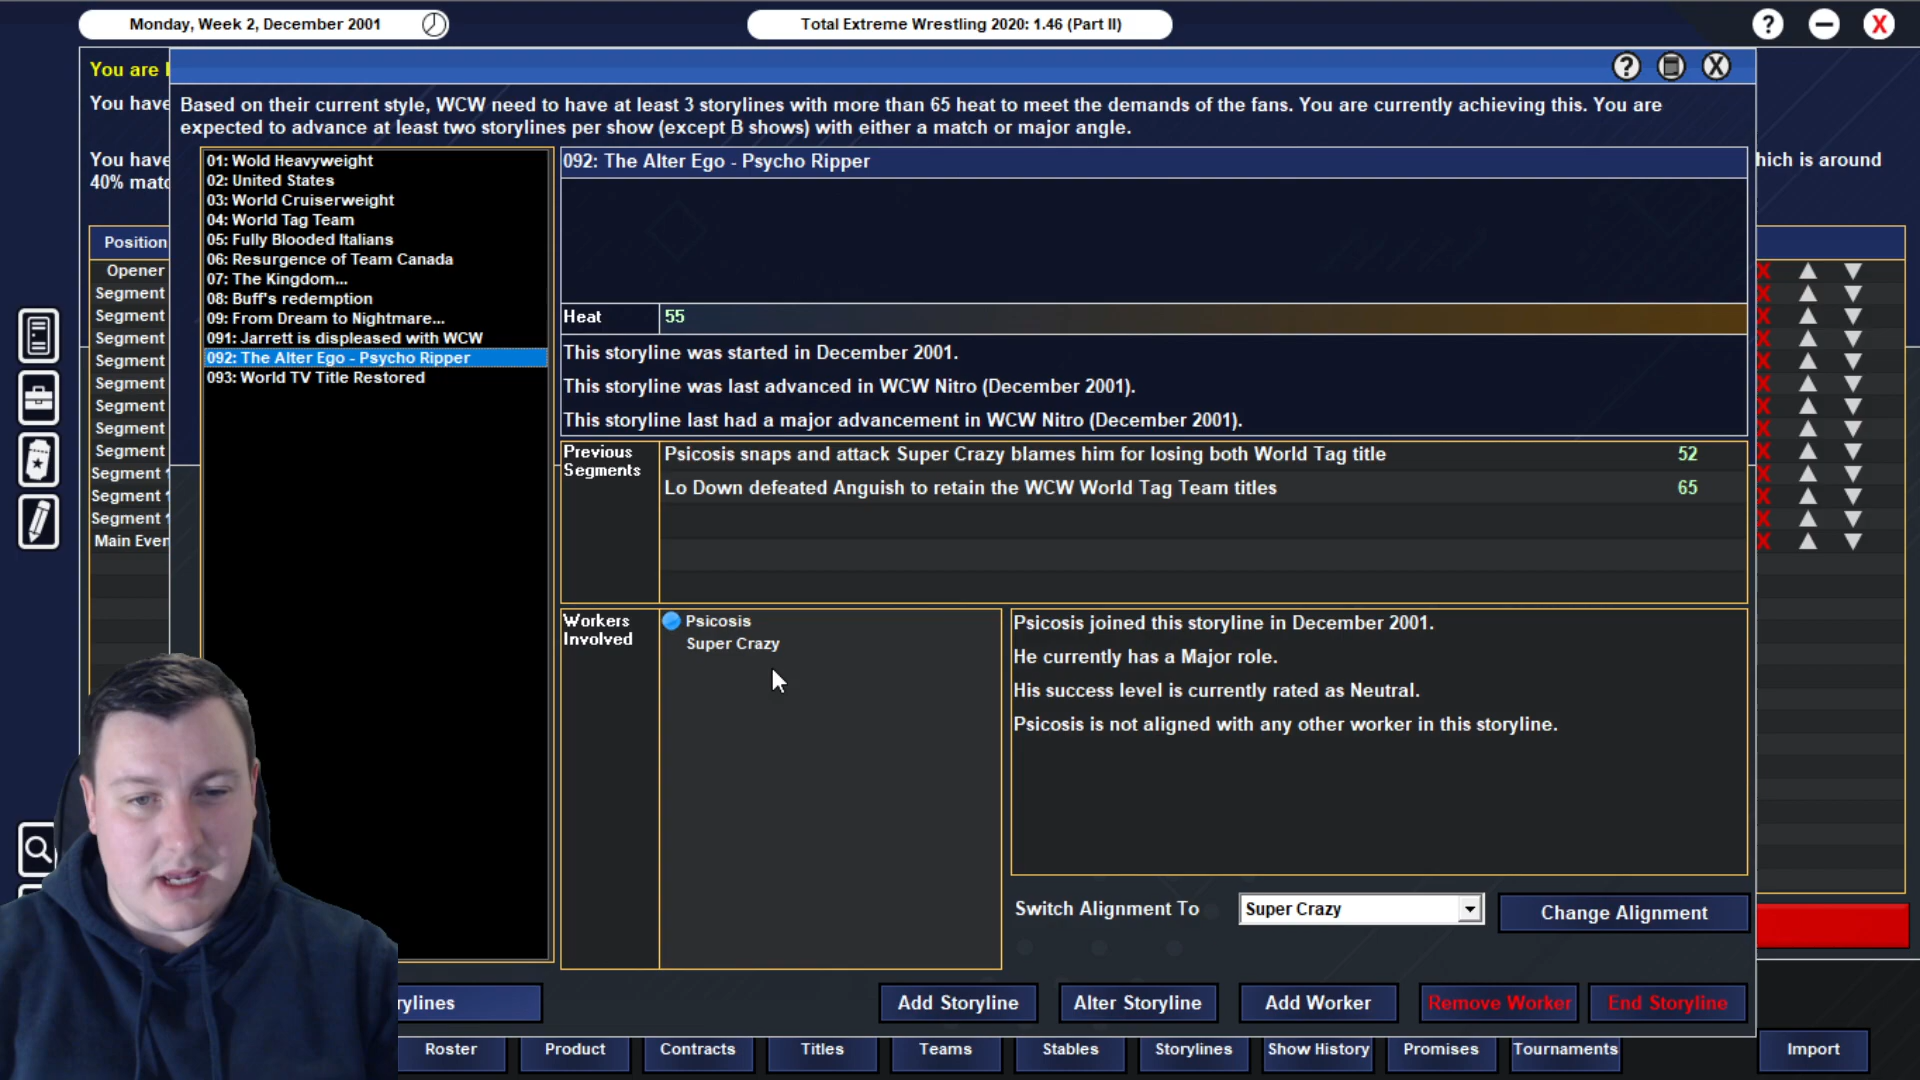 Monday, Week 2, December 2001
Total Extreme Wrestling 2020: 1.46 (Part II)
? X
You are
? X
You have
Based on their current style, WCW need to have at least 3 storylines with more than 65 heat to meet the demands of the fans. You are currently achieving this. You are
expected to advance at least two storylines per show (except B shows) with either a match or major angle.
You have
hich is around
40%
01: Wold Heavyweight
02: United States
03: World Cruiserweight
04: World Tag Team
05: Fully Blooded Italians
06: Resurgence of Team Canada
07: The Kingdom...
08: Buff's redemption
09: From Dream to Nightmare...
091: Jarrett is displeased with WCW
092: The Alter Ego - Psycho Ripper
093: World TV Title Restored
092: The Alter Ego - Psycho Ripper
Heat 55
This storyline was started in December 2001.
This storyline was last advanced in WCW Nitro (December 2001).
This storyline last had a major advancement in WCW Nitro (December 2001).
Previous
Segments
Psicosis snaps and attack Super Crazy blames him for losing both World Tag title 52
Lo Down defeated Anguish to retain the WCW World Tag Team titles 65
Workers
Involved
Psicosis
Super Crazy
Psicosis joined this storyline in December 2001.
He currently has a Major role.
His success level is currently rated as Neutral.
Psicosis is not aligned with any other worker in this storyline.
Switch Alignment To Super Crazy Change Alignment
Position
Opener
Segment
Segment
Segment
Segment
Segment
Segment
Segment
Segment
Segment
Segment
Segment
Main Even
X
X
X
X
X
X
X
X
X
X
X
X
X
rylines Add Storyline Alter Storyline Add Worker Remove Worker End Storyline
Roster Product Contracts Titles Teams Stables Storylines Show History Promises Tournaments Import